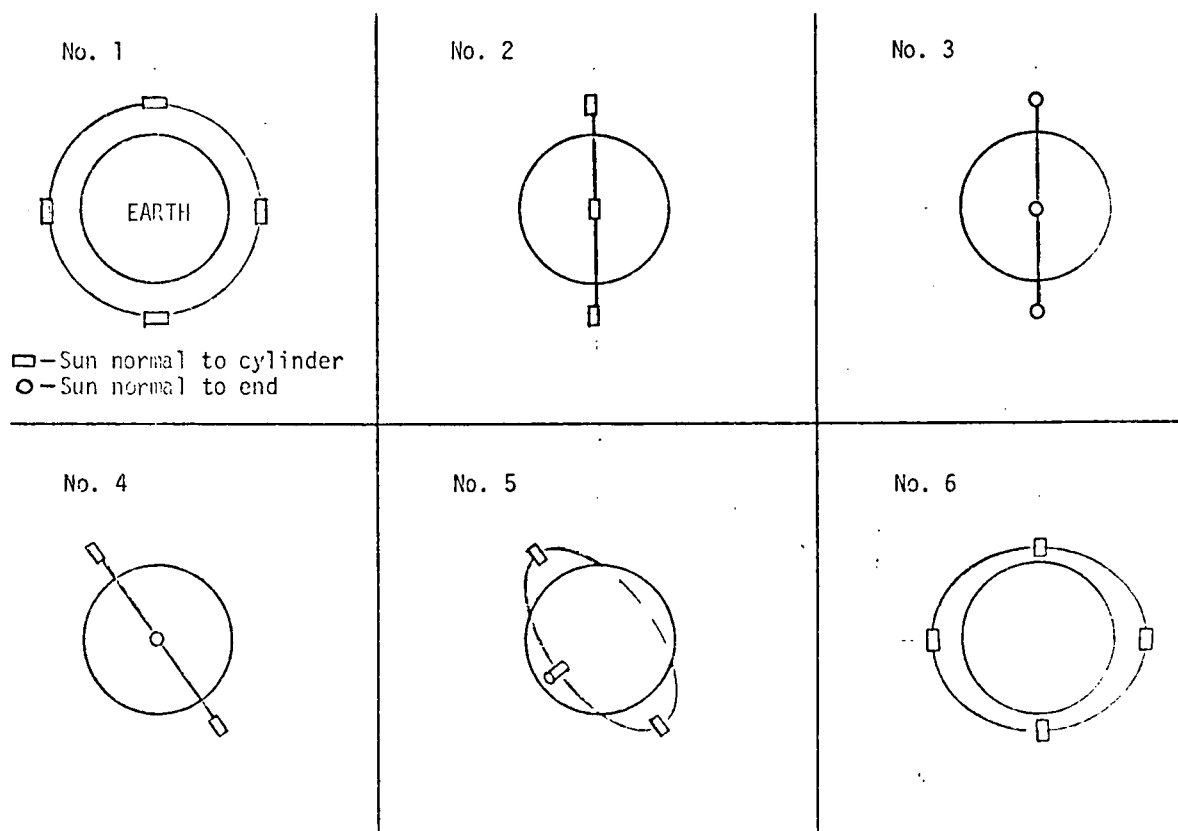 No. 1
No. 2
No. 3
EARTH
—Sun normal to cylinder
—Sun normal to end
No. 4
No. 5
No. 6